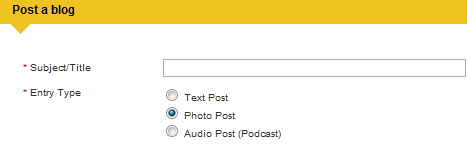 Post a blog
* Subject/Title
* Entry Type
Text Post
Photo Post
Audio Post (Podcast)